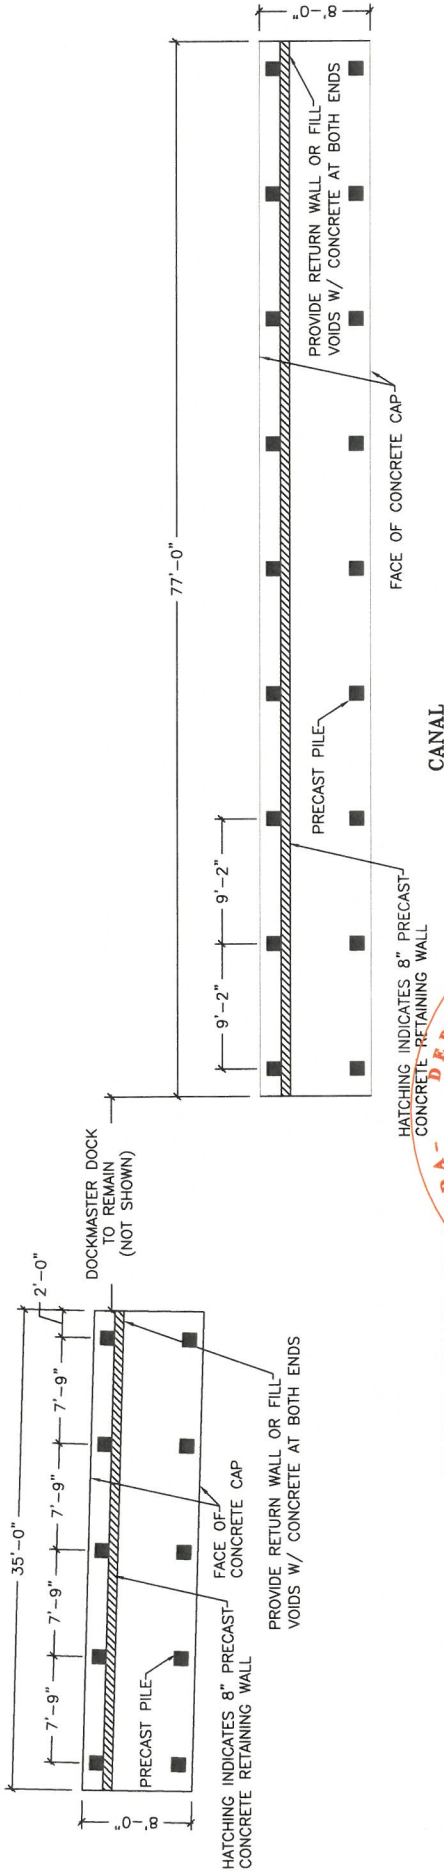 35'-0"
2'-0"
7'-9"
7'-9"
7'-9"
7'-9"
8'-0"
DOCKMASTER DOCK
TO REMAIN
(NOT SHOWN)
PRECAST PILE
FACE OF
CONCRETE CAP
HATCHING INDICATES 8" PRECAST
CONCRETE RETAINING WALL
PROVIDE RETURN WALL OR FILL
VOIDS W/ CONCRETE AT BOTH ENDS
77'-0"
9'-2"
9'-2"
8'-0"
PRECAST PILE
PROVIDE RETURN WALL OR FILL
VOIDS W/ CONCRETE AT BOTH ENDS
FACE OF CONCRETE CAP
HATCHING INDICATES 8" PRECAST
CONCRETE RETAINING WALL
CANAL